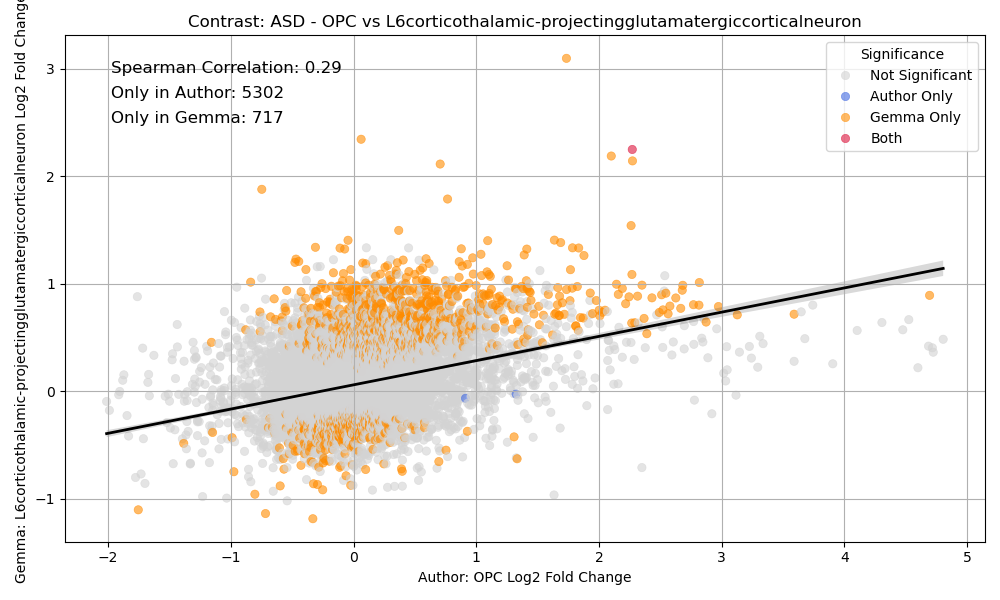 Contrast: ASD - OPC vs L6corticothalamic-projectingglutamatergiccorticalneuron
Gemma: L6corticothalamic-projectingglutamatergiccorticalneuron Log2 Fold Change
Spearman Correlation: 0.29
Only in Author: 5302
Only in Gemma: 717
Significance
Not Significant
Author Only
Gemma Only
Both
3
2
1
0
−1
−2
−1
0
1
2
3
4
5
Author: OPC Log2 Fold Change